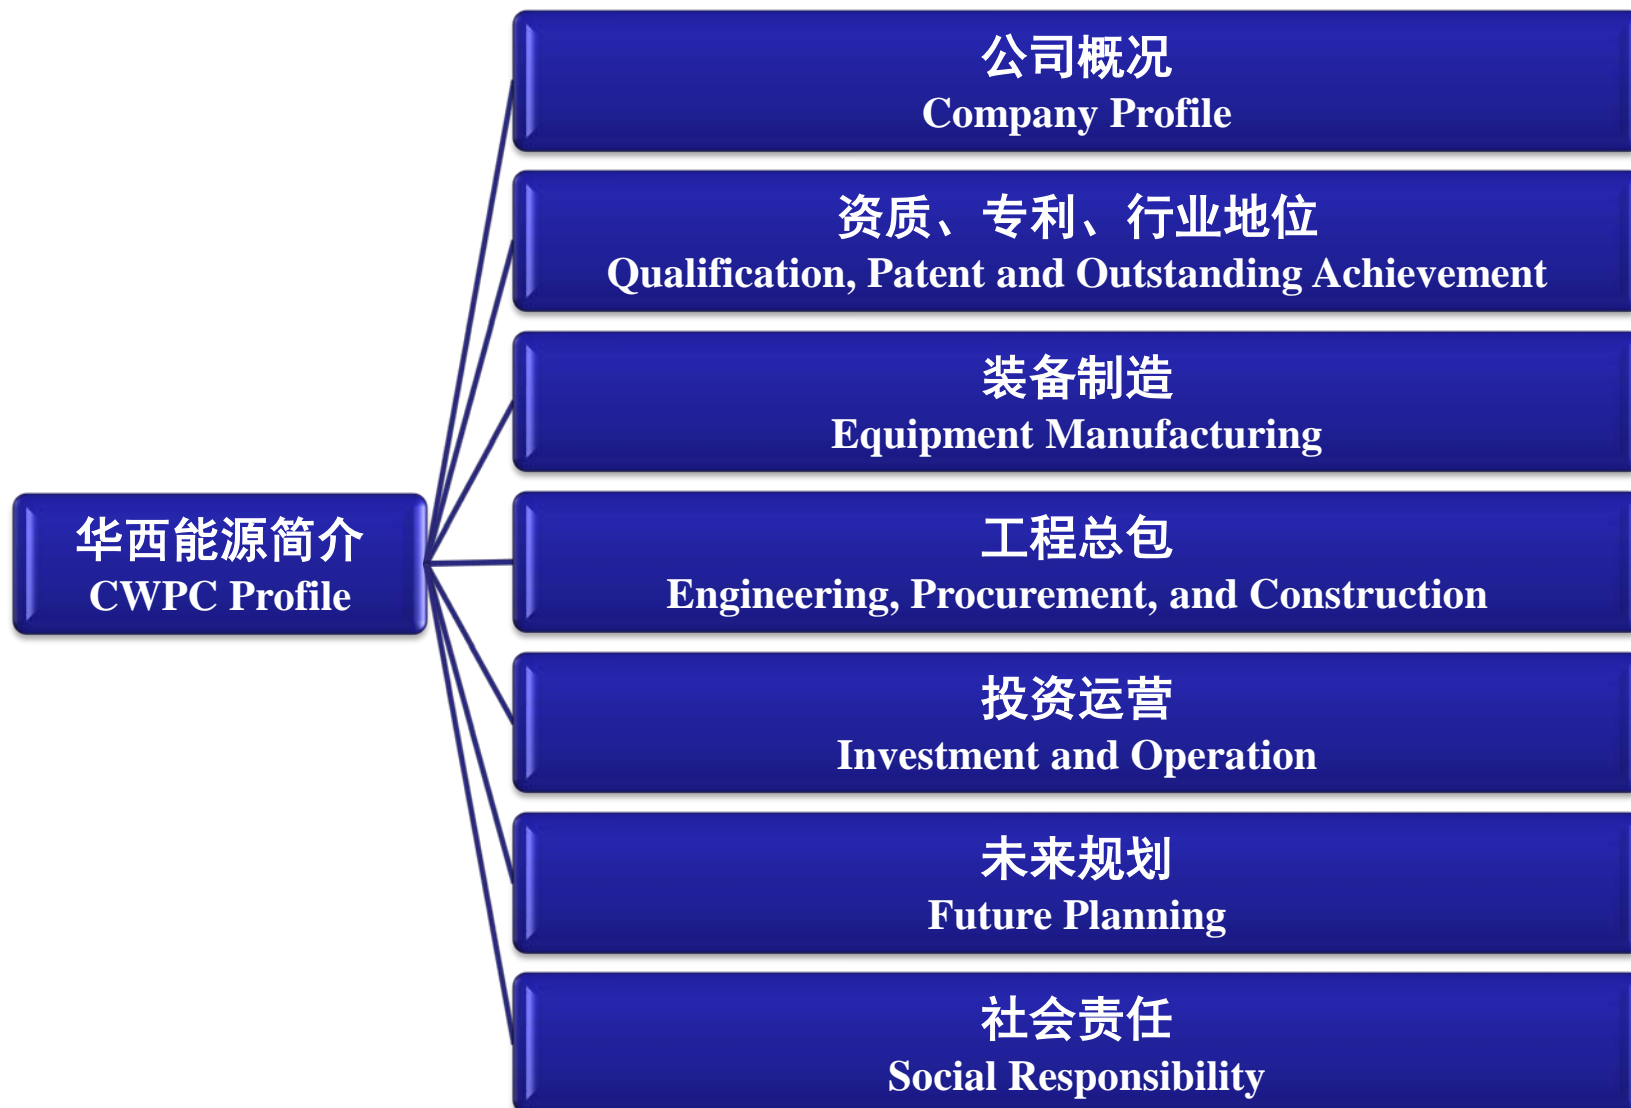 华西能源简介
CWPC Profile
公司概况
Company Profile
资质、专利、行业地位
Qualification, Patent and Outstanding Achievement
装备制造
Equipment Manufacturing
工程总包
Engineering, Procurement, and Construction
投资运营
Investment and Operation
未来规划
Future Planning
社会责任
Social Responsibility